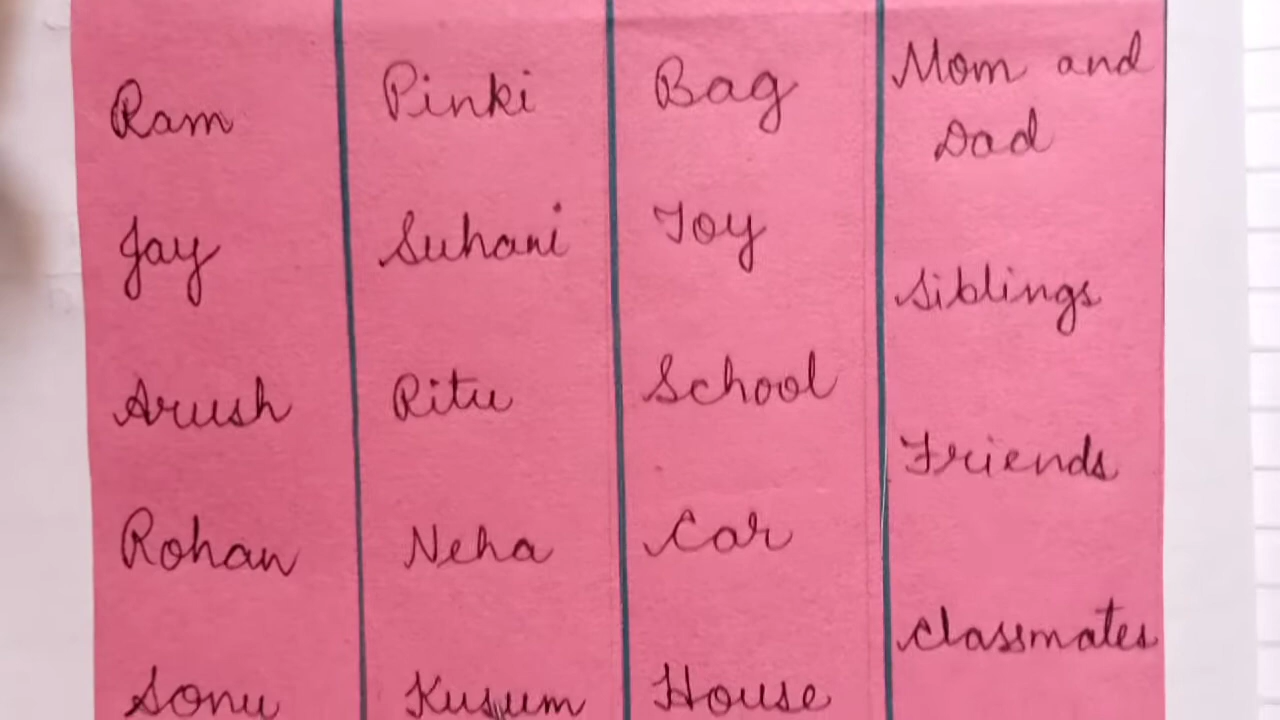 Ram
Jay
Arush
Rohan
Sonu
Pinki
Suhani
Ritu
Neha
Kusum
Bag
Toy
School
Car
House
Mom and
Dad
Siblings
Friends
Classmates